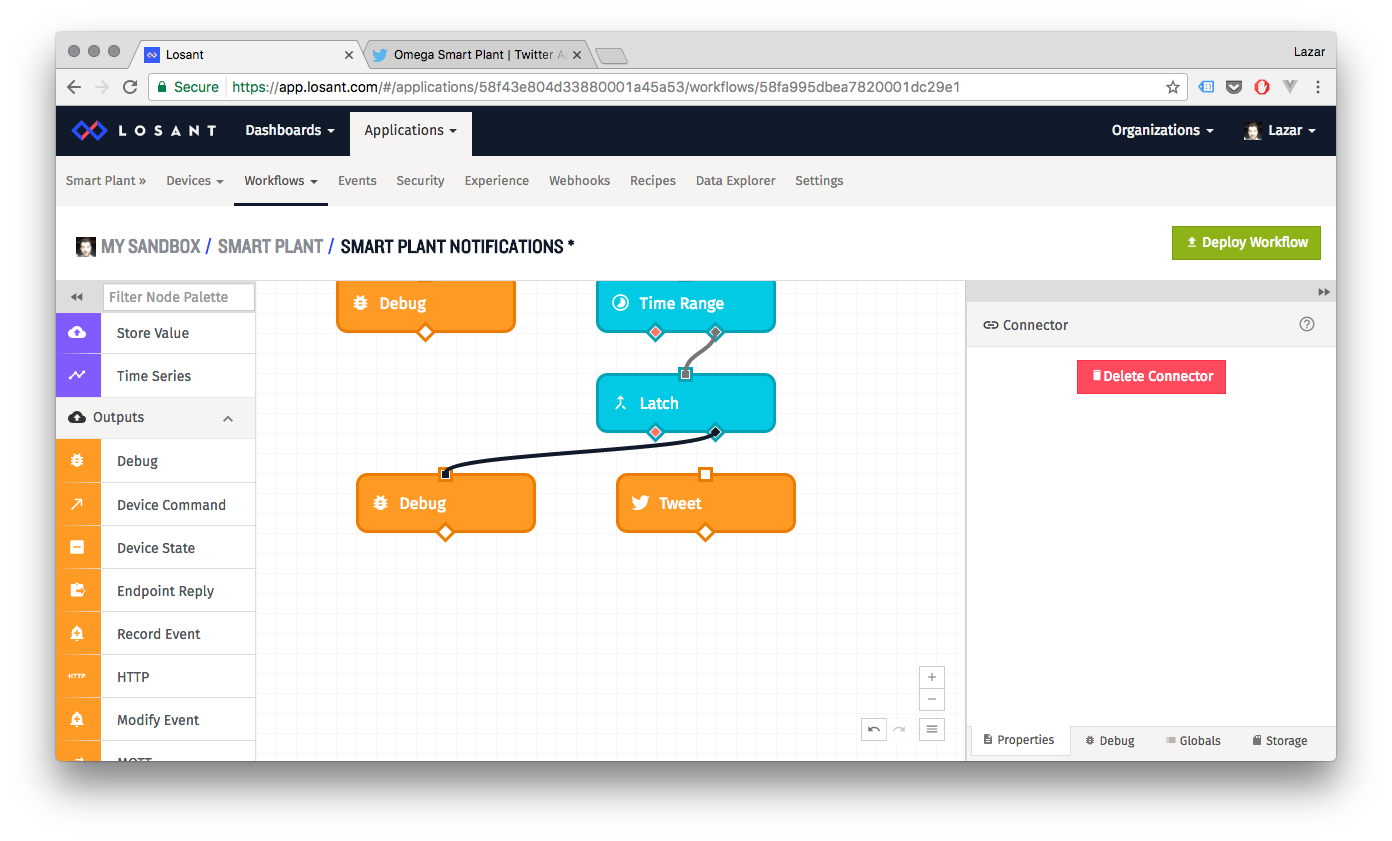 Losant
Omega Smart Plant | Twitter A
Lazar
Secure https://app.losant.com/#/applications/58f43e804d33880001a45a53/workflows/58fa995dbea7820001dc29e1
LOSANT Dashboards Applications Organizations Lazar
Smart Plant » Devices Workflows Events Security Experience Webhooks Recipes Data Explorer Settings
MY SANDBOX / SMART PLANT / SMART PLANT NOTIFICATIONS *
Deploy Workflow
Filter Node Palette
Store Value
Time Series
Outputs
Debug
Device Command
Device State
Endpoint Reply
Record Event
HTTP HTTP
Modify Event
MQTT
Debug
Time Range
Latch
Debug
Tweet
Connector
Delete Connector
Properties Debug Globals Storage